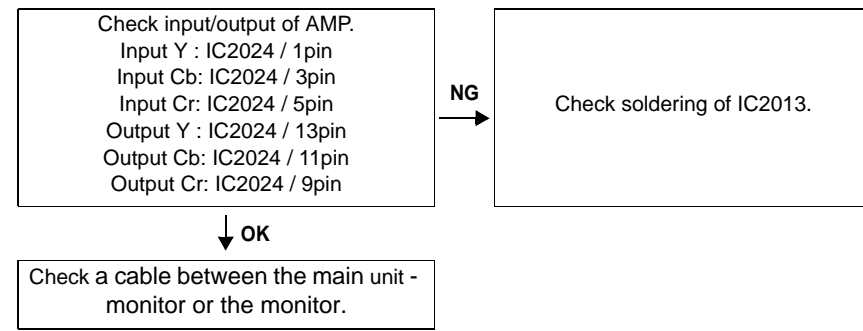 Check input/output of AMP.
Input Y : IC2024 / 1pin
Input Cb: IC2024 / 3pin
Input Cr: IC2024 / 5pin
Output Y : IC2024 / 13pin
Output Cb: IC2024 / 11pin
Output Cr: IC2024 / 9pin
NG
Check soldering of IC2013.
OK
Check a cable between the main unit -
monitor or the monitor.